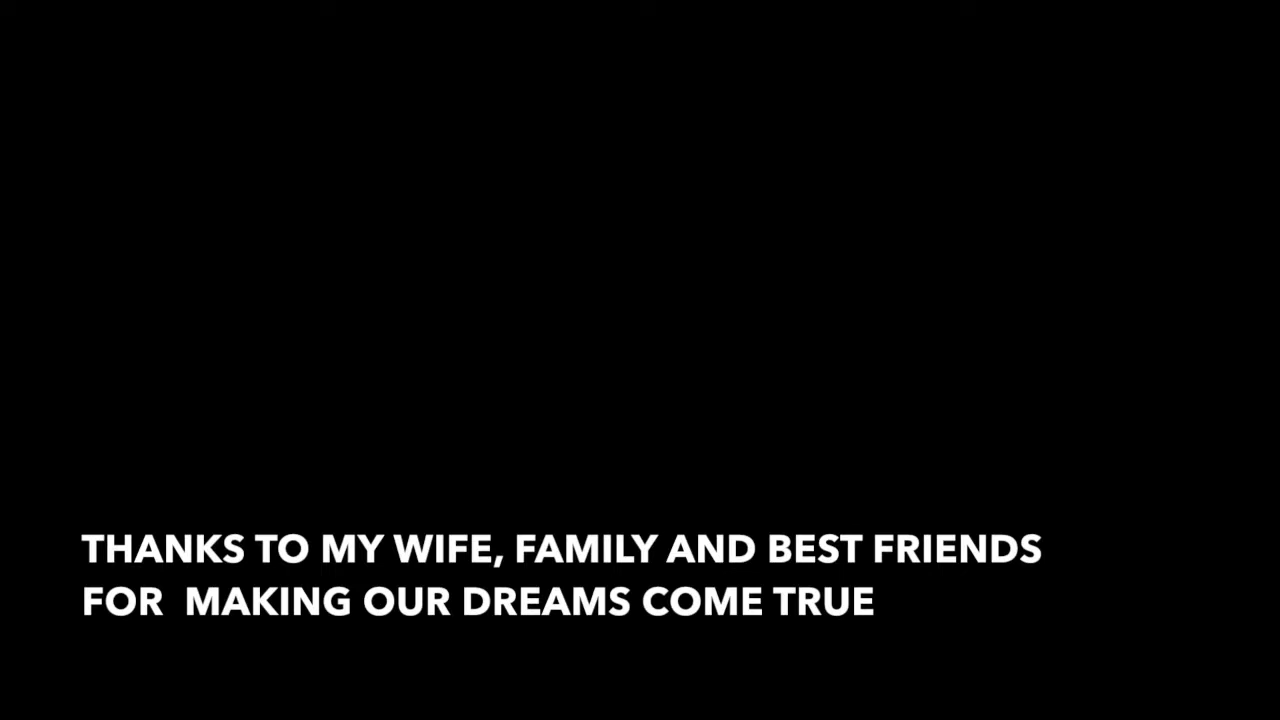 THANKS TO MY WIFE, FAMILY AND BEST FRIENDS
FOR  MAKING OUR DREAMS COME TRUE